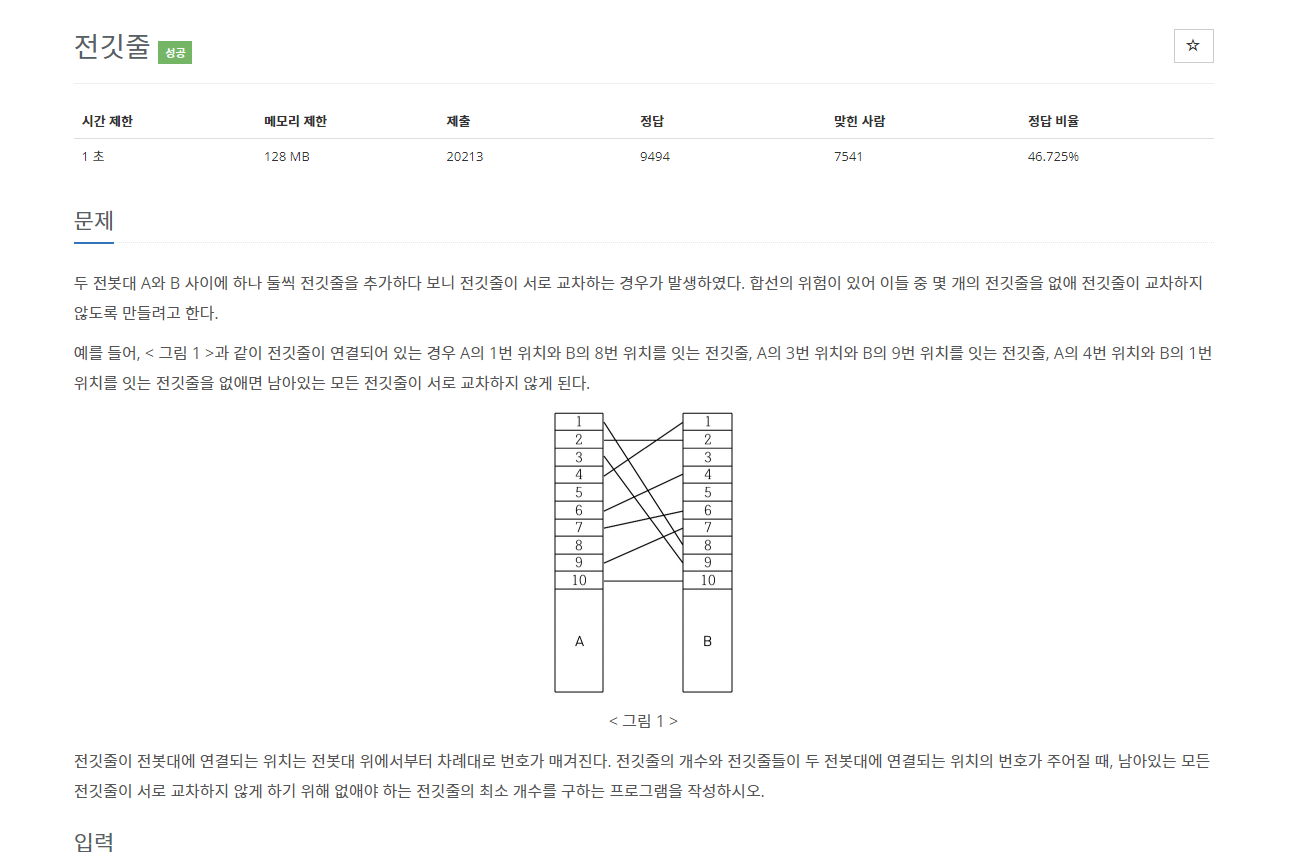 전깃줄 성공
☆
시간 제한 메모리 제한 제출 정답 맞힌 사람 정답 비율
1 초 128 MB 20213 9494 7541 46.725%
문제
두 전봇대 A와 B 사이에 하나 둘씩 전깃줄을 추가하다 보니 전깃줄이 서로 교차하는 경우가 발생하였다. 합선의 위험이 있어 이들 중 몇 개의 전깃줄을 없애 전깃줄이 교차하지
않도록 만들려고 한다.
예를 들어, < 그림 1 >과 같이 전깃줄이 연결되어 있는 경우 A의 1번 위치와 B의 8번 위치를 잇는 전깃줄, A의 3번 위치와 B의 9번 위치를 잇는 전깃줄, A의 4번 위치와 B의 1번
위치를 잇는 전깃줄을 없애면 남아있는 모든 전깃줄이 서로 교차하지 않게 된다.
1 1
2 2
3 3
4 4
5 5
6 6
7 7
8 8
9 9
10 10
A B
< 그림 1 >
전깃줄이 전봇대에 연결되는 위치는 전봇대 위에서부터 차례대로 번호가 매겨진다. 전깃줄의 개수와 전깃줄들이 두 전봇대에 연결되는 위치의 번호가 주어질 때, 남아있는 모든
전깃줄이 서로 교차하지 않게 하기 위해 없애야 하는 전깃줄의 최소 개수를 구하는 프로그램을 작성하시오.
입력